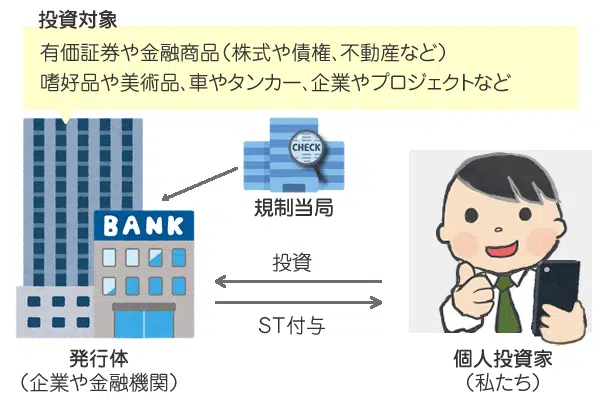 投資対象
有価証券や金融商品（株式や債権、不動産など）
嗜好品や美術品、車やタンカー、企業やプロジェクトなど
CHECK
規制当局
BANK
投資
ST付与
発行体
（企業や金融機関）
個人投資家
（私たち）